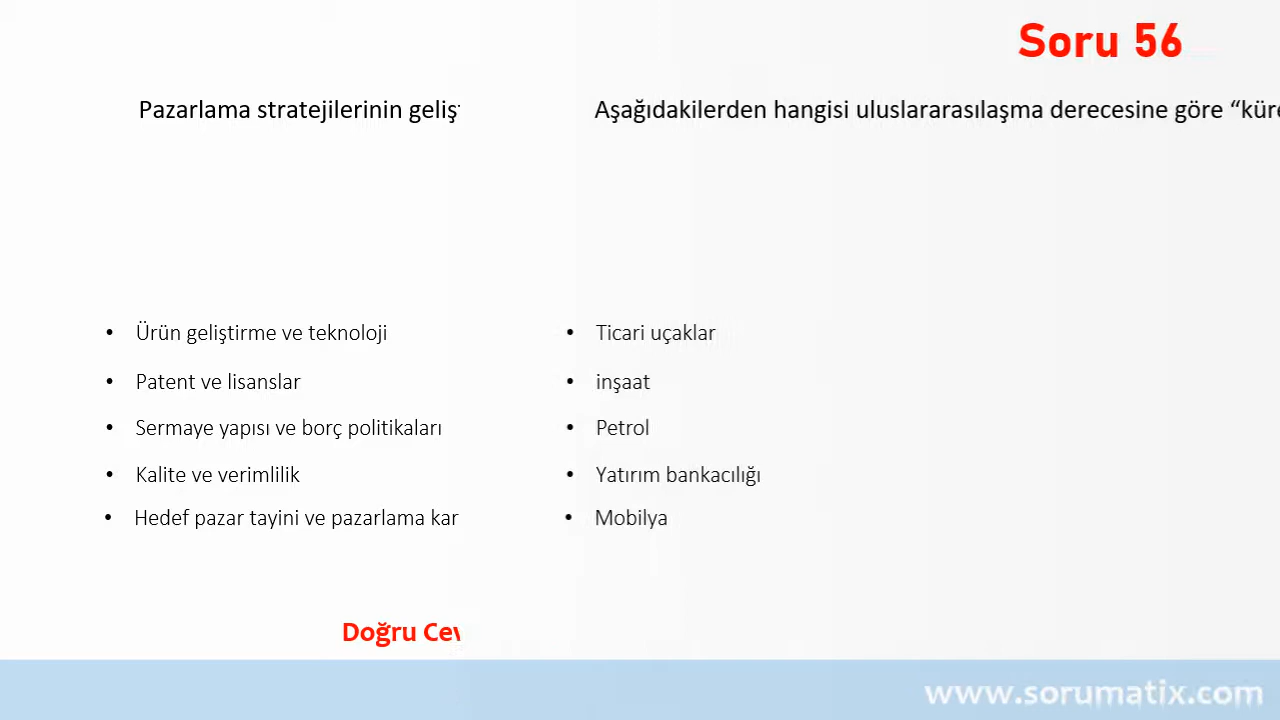 Soru 56
Pazarlama stratejilerinin geliş
Aşağıdakilerden hangisi uluslararasılaşma derecesine göre “küre
• Ürün geliştirme ve teknoloji
• Patent ve lisanslar
• Sermaye yapısı ve borç politikaları
• Kalite ve verimlilik
• Hedef pazar tayini ve pazarlama kar
• Ticari uçaklar
• inşaat
• Petrol
• Yatırım bankacılığı
• Mobilya
Doğru Cev
www.sorumatix.com